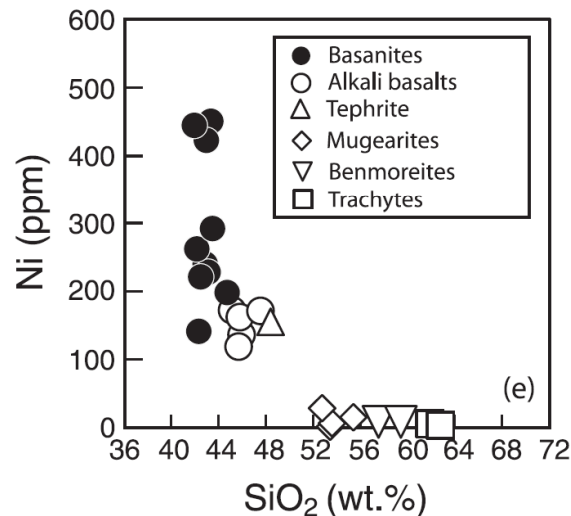 600
500
400
300
200
100
0
Ni (ppm)
Basanites
Alkali basalts
Tephrite
Mugearites
Benmoreites
Trachytes
(e)
36 40 44 48 52 56 60 64 68 72
SiO₂ (wt.%)